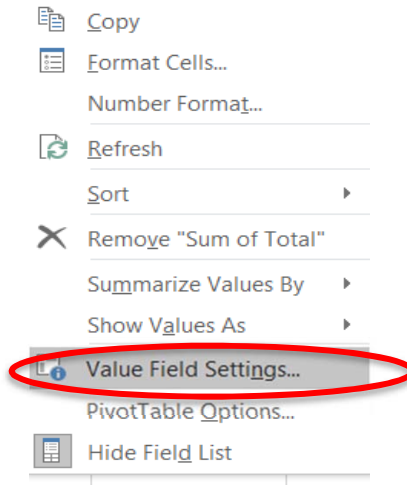 Copy
Format Cells...
Number Format...
Refresh
Sort
Remove "Sum of Total"
Summarize Values By
Show Values As
Value Field Settings...
PivotTable Options...
Hide Field List